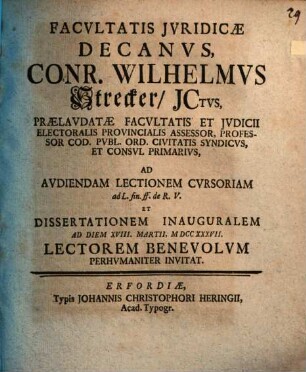 29
FACVLTATIS JVRIDICÆ
DECANVS,
CONR. WILHELMVS
Strecker/ JCTVS,
PRÆLAVDATÆ FACVLTATIS ET JVDICII
ELECTORALIS PROVINCIALIS ASSESSOR, PROFES-
SOR COD. PVBL. ORD. CIVITATIS SYNDICVS,
ET CONSVL PRIMARIVS,
AD
AVDIENDAM LECTIONEM CVRSORIAM
ad L. fin. ff. de R. V.
ET
DISSERTATIONEM INAUGURALEM
AD DIEM XVIII. MARTII. MDCCXXXVII.
LECTOREM BENEVOLVM
PERHVMANITER INVITAT.
ERFORDIÆ,
Typis JOHANNIS CHRISTOPHORI HERINGII,
Acad. Typogr.